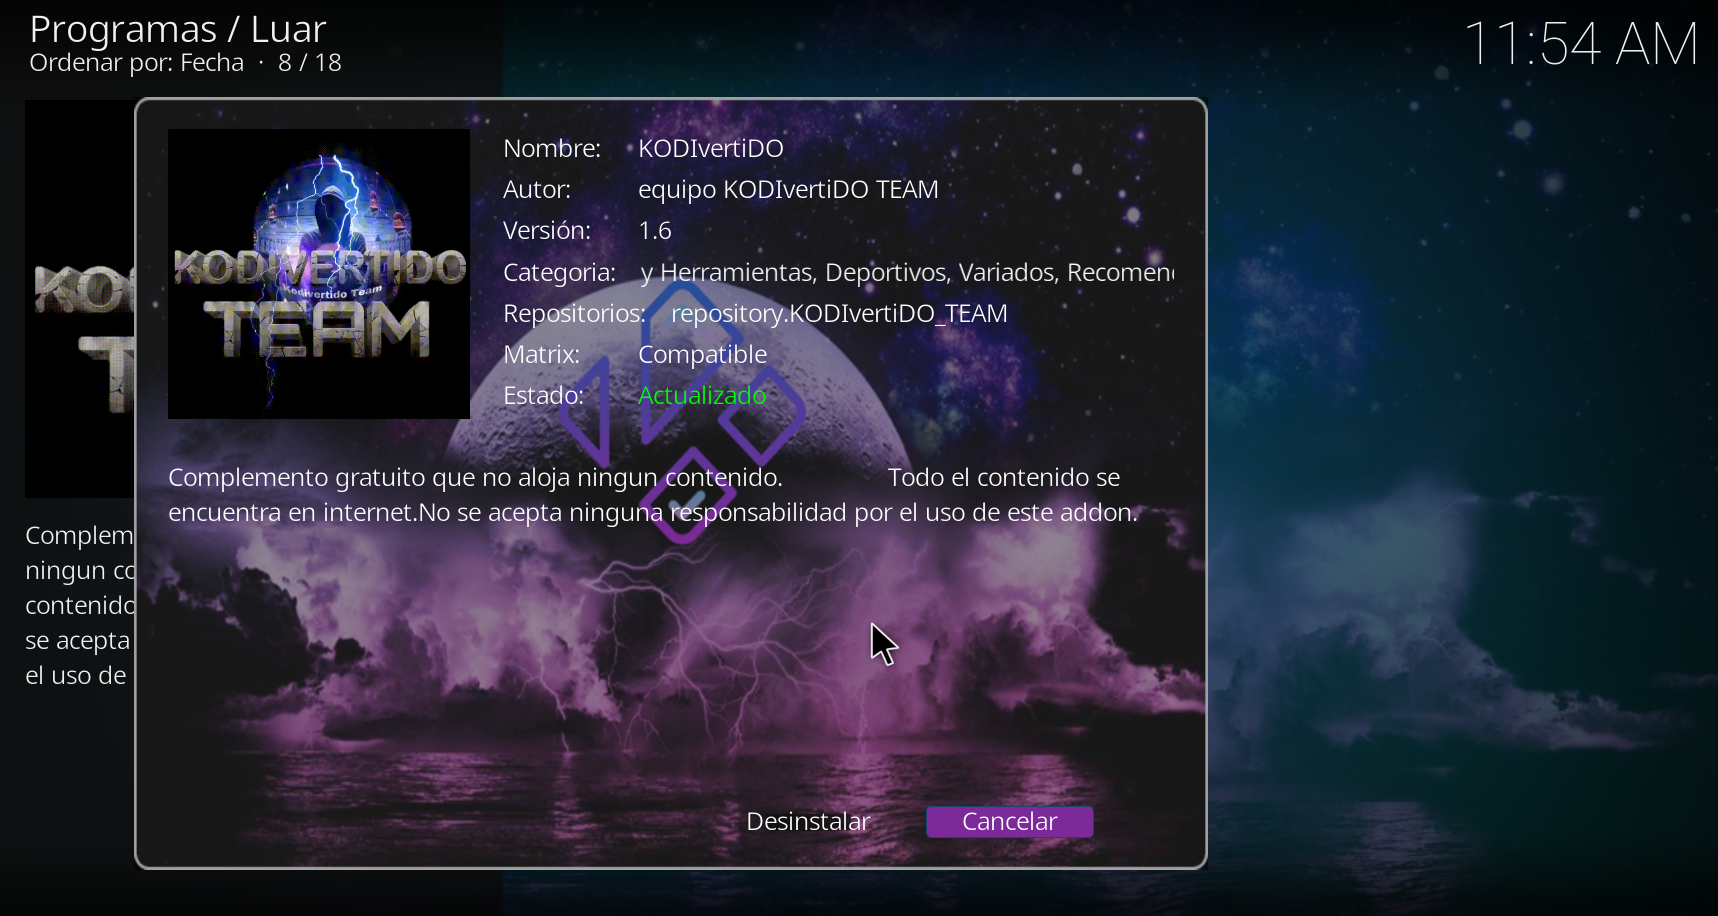 Programas / Luar
Ordenar por: Fecha · 8 / 18
11:54 AM
KODIVERTIDO
Kodivertido Team
TEAM
Nombre: KODIvertiDO
Autor: equipo KODIvertiDO TEAM
Versión: 1.6
Categoria: y Herramientas, Deportivos, Variados, Recomen
Repositorios: repository.KODIvertiDO_TEAM
Matrix: Compatible
Estado: Actualizado
Complemento gratuito que no aloja ningun contenido. Todo el contenido se
encuentra en internet.No se acepta ninguna responsabilidad por el uso de este addon.
KO
T
Complem
ningun co
contenido
se acepta
el uso de
Desinstalar
Cancelar